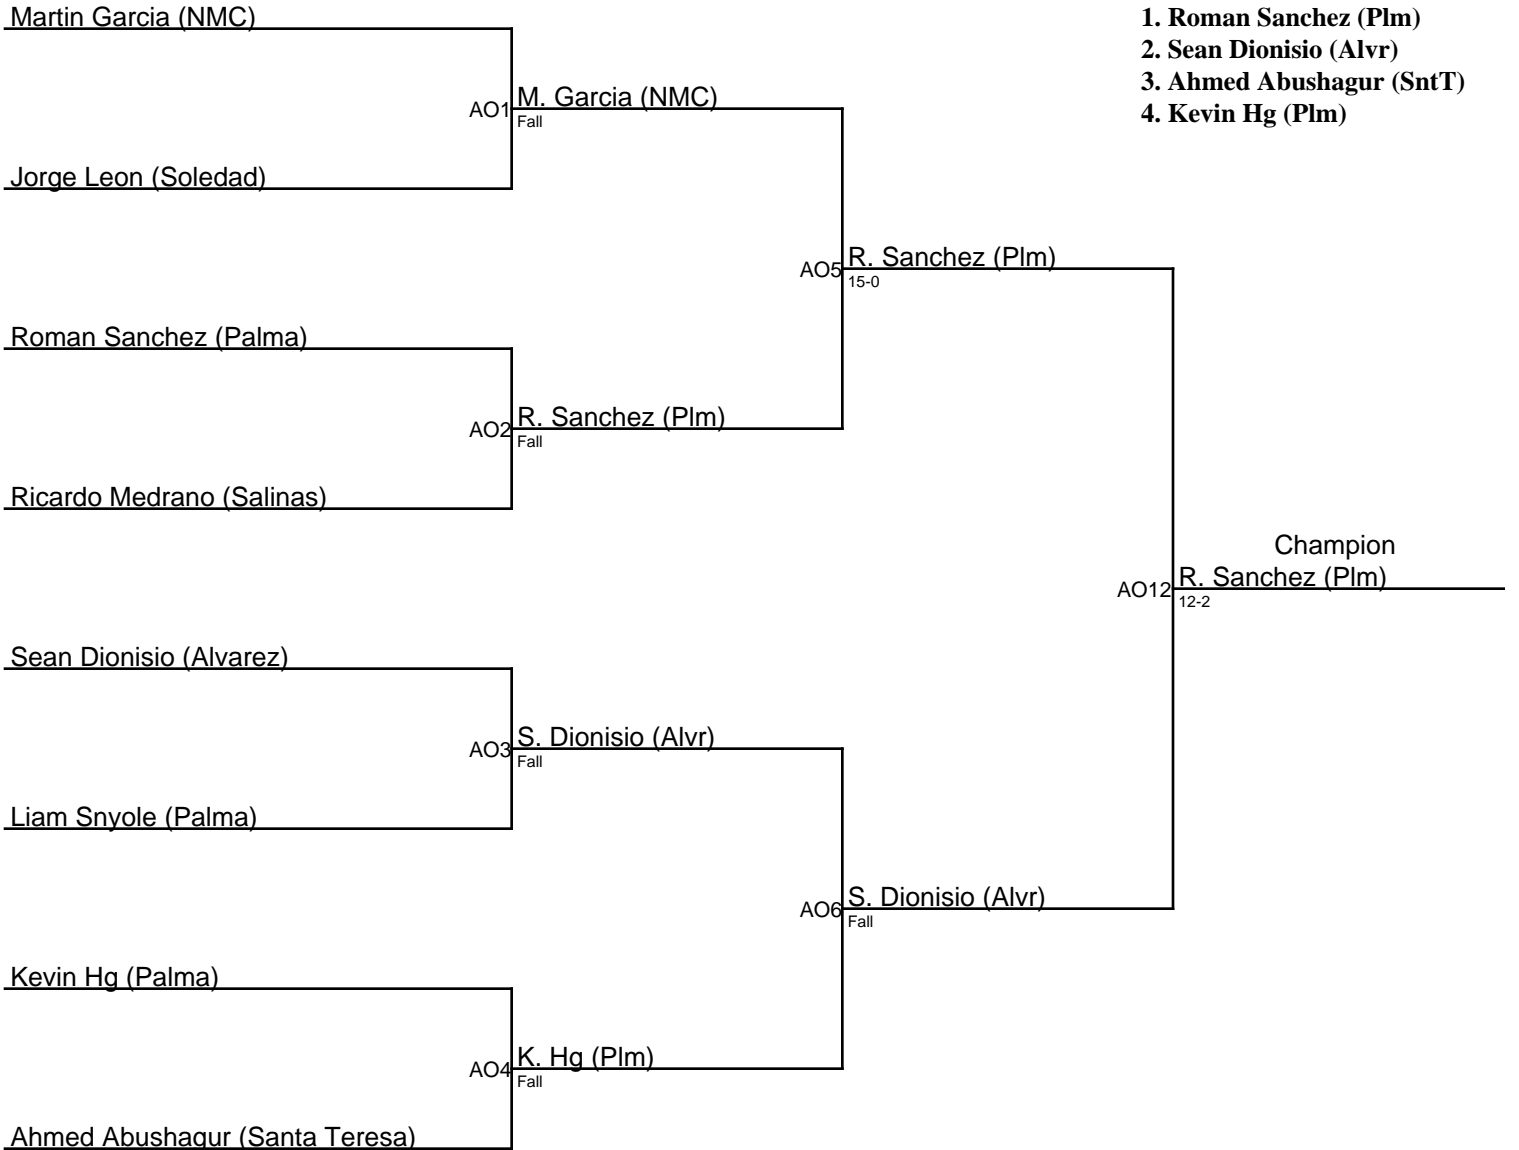 Martin Garcia (NMC)
1. Roman Sanchez (Plm)
2. Sean Dionisio (Alvr)
3. Ahmed Abushagur (SntT)
4. Kevin Hg (Plm)
AO1
M. Garcia (NMC)
Fall
Jorge Leon (Soledad)
AO5
R. Sanchez (Plm)
15-0
Roman Sanchez (Palma)
AO2
R. Sanchez (Plm)
Fall
Ricardo Medrano (Salinas)
Champion
AO12
R. Sanchez (Plm)
12-2
Sean Dionisio (Alvarez)
AO3
S. Dionisio (Alvr)
Fall
Liam Snyole (Palma)
AO6
S. Dionisio (Alvr)
Fall
Kevin Hg (Palma)
AO4
K. Hg (Plm)
Fall
Ahmed Abushagur (Santa Teresa)